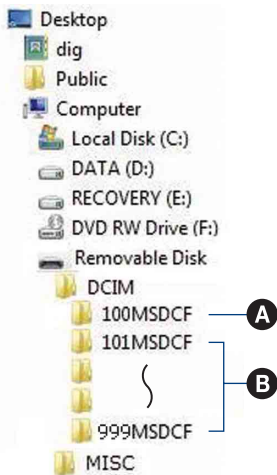 Desktop
dig
Public
Computer
Local Disk (C:)
DATA (D:)
RECOVERY (E:)
DVD RW Drive (F:)
Removable Disk
DCIM
100MSDCF A
101MSDCF
B
999MSDCF
MISC